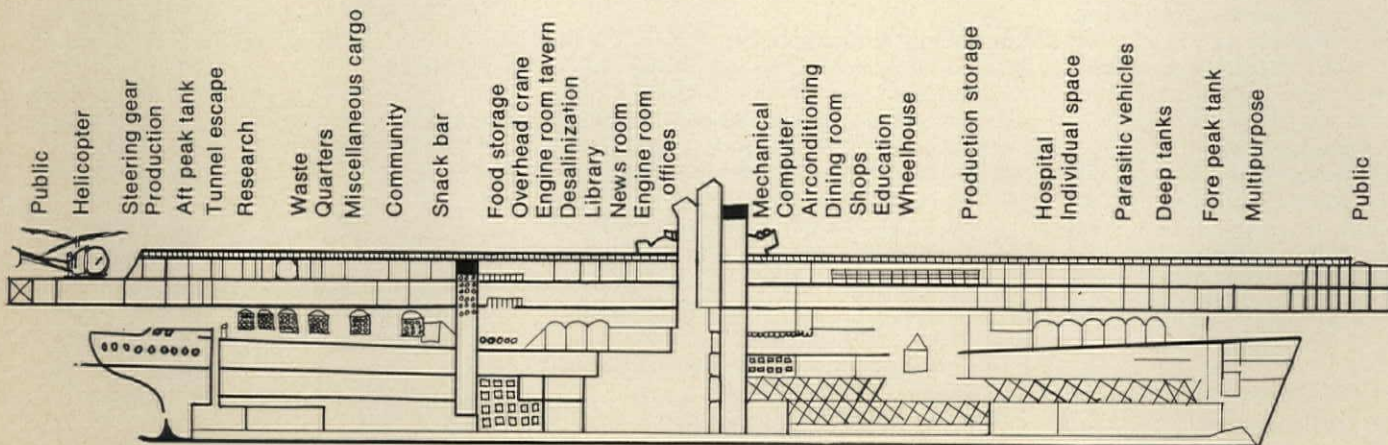 Public
Helicopter
Steering gear
Production
Aft peak tank
Tunnel escape
Research
Waste
Quarters
Miscellaneous cargo
Community
Snack bar
Food storage
Overhead crane
Engine room tavern
Desalinization
Library
News room
Engine room
offices
Mechanical
Computer
Airconditioning
Dining room
Shops
Education
Wheelhouse
Production storage
Hospital
Individual space
Parasitic vehicles
Deep tanks
Fore peak tank
Multipurpose
Public